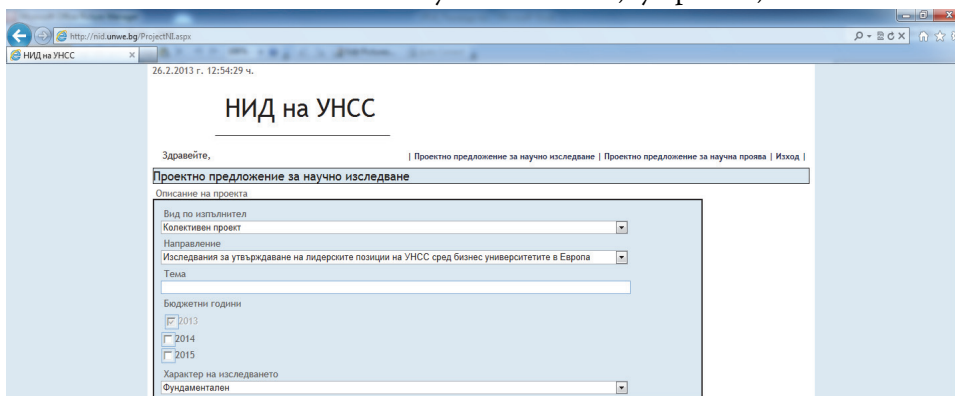 http://nid.unwe.bg/ProjectNI.aspx
НИД на УНСС
26.2.2013 г. 12:54:29 ч.
НИД на УНСС
Здравейте, | Проектно предложение за научно изследване | Проектно предложение за научна проява | Изход |
Проектно предложение за научно изследване
Описание на проекта
Вид по изпълнител
Колективен проект
Направление
Изследвания за утвърждаване на лидерските позиции на УНСС сред бизнес университетите в Европа
Тема
Бюджетни години
2013
2014
2015
Характер на изследването
Фундаментален